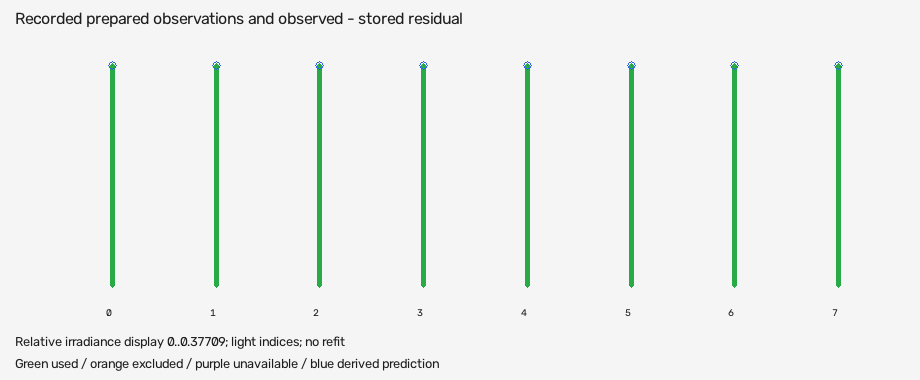 Recorded prepared observations and observed - stored residual
0 1 2 3 4 5 6 7
Relative irradiance display 0..0.37709; light indices; no refit
Green used / orange excluded / purple unavailable / blue derived prediction